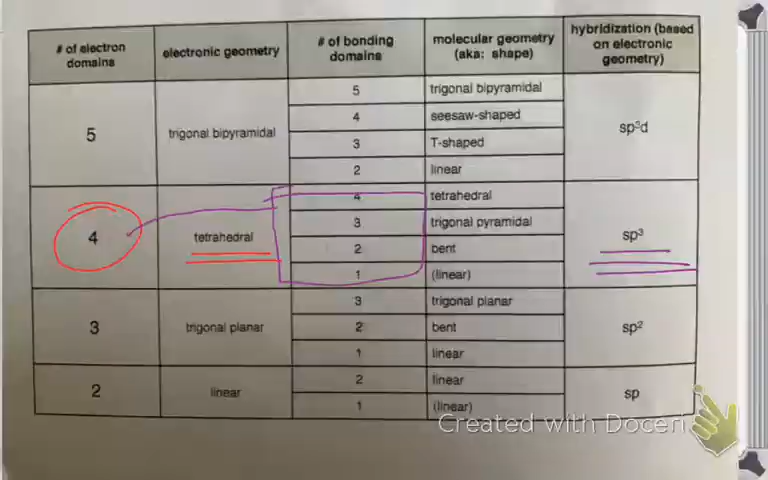 # of electron domains
electronic geometry
# of bonding domains
molecular geometry (aka: shape)
hybridization (based on electronic geometry)
5
trigonal bipyramidal
5
trigonal bipyramidal
4
seesaw-shaped
3
T-shaped
2
linear
sp³d
4
tetrahedral
4
tetrahedral
3
trigonal pyramidal
2
bent
1
(linear)
sp³
3
trigonal planar
3
trigonal planar
2
bent
1
linear
sp²
2
linear
2
linear
1
(linear)
sp
Created with Doceri